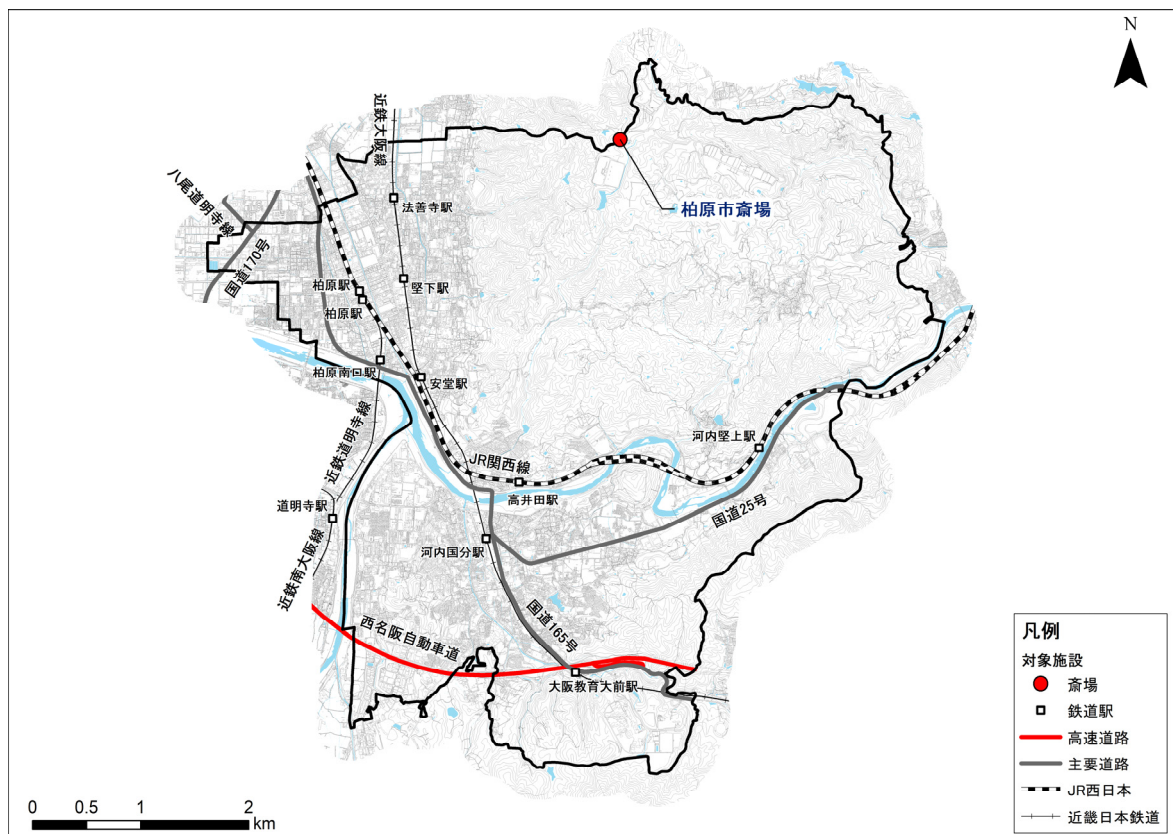 N
近鉄大阪線
柏原市斎場
八尾道明寺線
法善寺駅
国道170号
堅下駅
柏原駅
柏原駅
柏原南口駅
安堂駅
近鉄道明寺線
JR関西線
河内堅上駅
高井田駅
道明寺駅
国道25号
河内国分駅
近鉄南大阪線
国道165号
西名阪自動車道
大阪教育大前駅
凡例
対象施設
斎場
鉄道駅
高速道路
主要道路
JR西日本
近畿日本鉄道
0 0.5 1 2
km